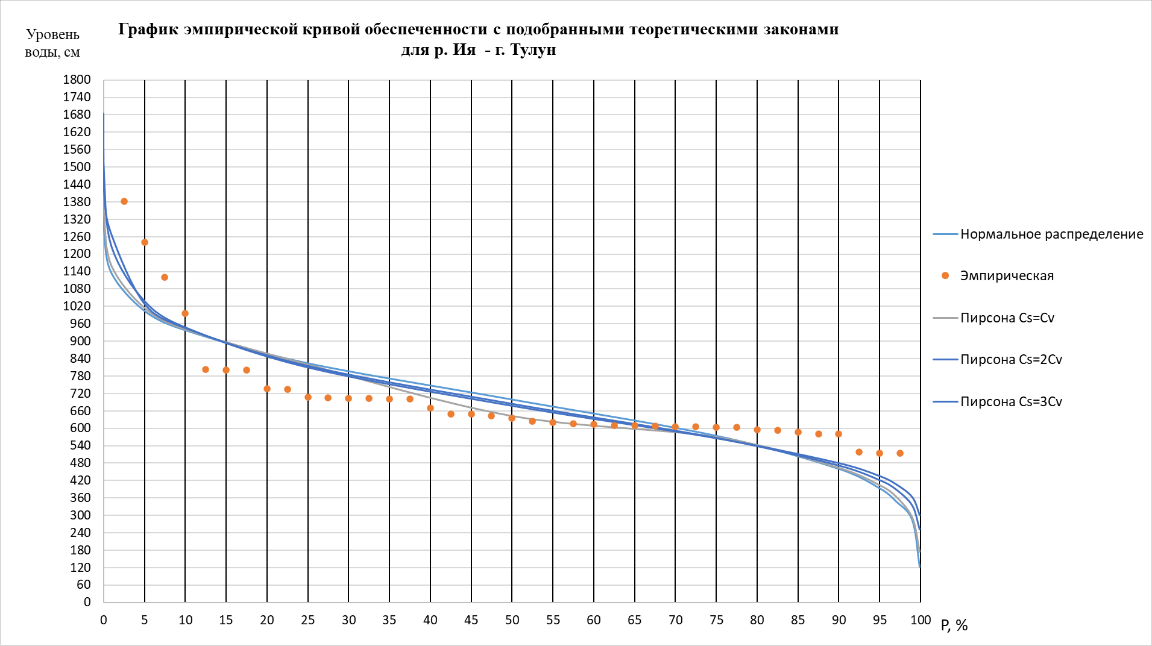 График эмпирической кривой обеспеченности с подобранными теоретическими законами
для р. Ия - г. Тулун
Уровень
воды, см
1800
1740
1680
1620
1560
1500
1440
1380
1320
1260
1200
1140
1080
1020
960
900
840
780
720
660
600
540
480
420
360
300
240
180
120
60
0
0 5 10 15 20 25 30 35 40 45 50 55 60 65 70 75 80 85 90 95 100
P, %
Нормальное распределение
Эмпирическая
Пирсона Cs=Cv
Пирсона Cs=2Cv
Пирсона Cs=3Cv